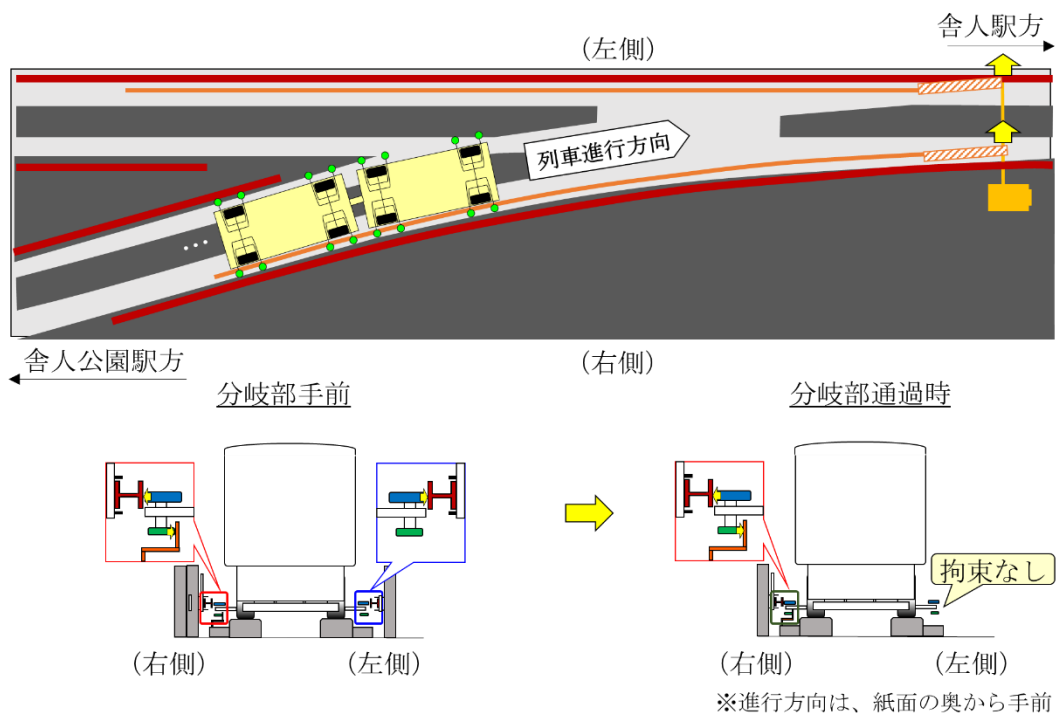 舎人駅方
(左側)
列車進行方向
舎人公園駅方
(右側)
分岐部手前
分岐部通過時
拘束なし
(右側)
(左側)
(右側)
(左側)
※進行方向は、紙面の奥から手前